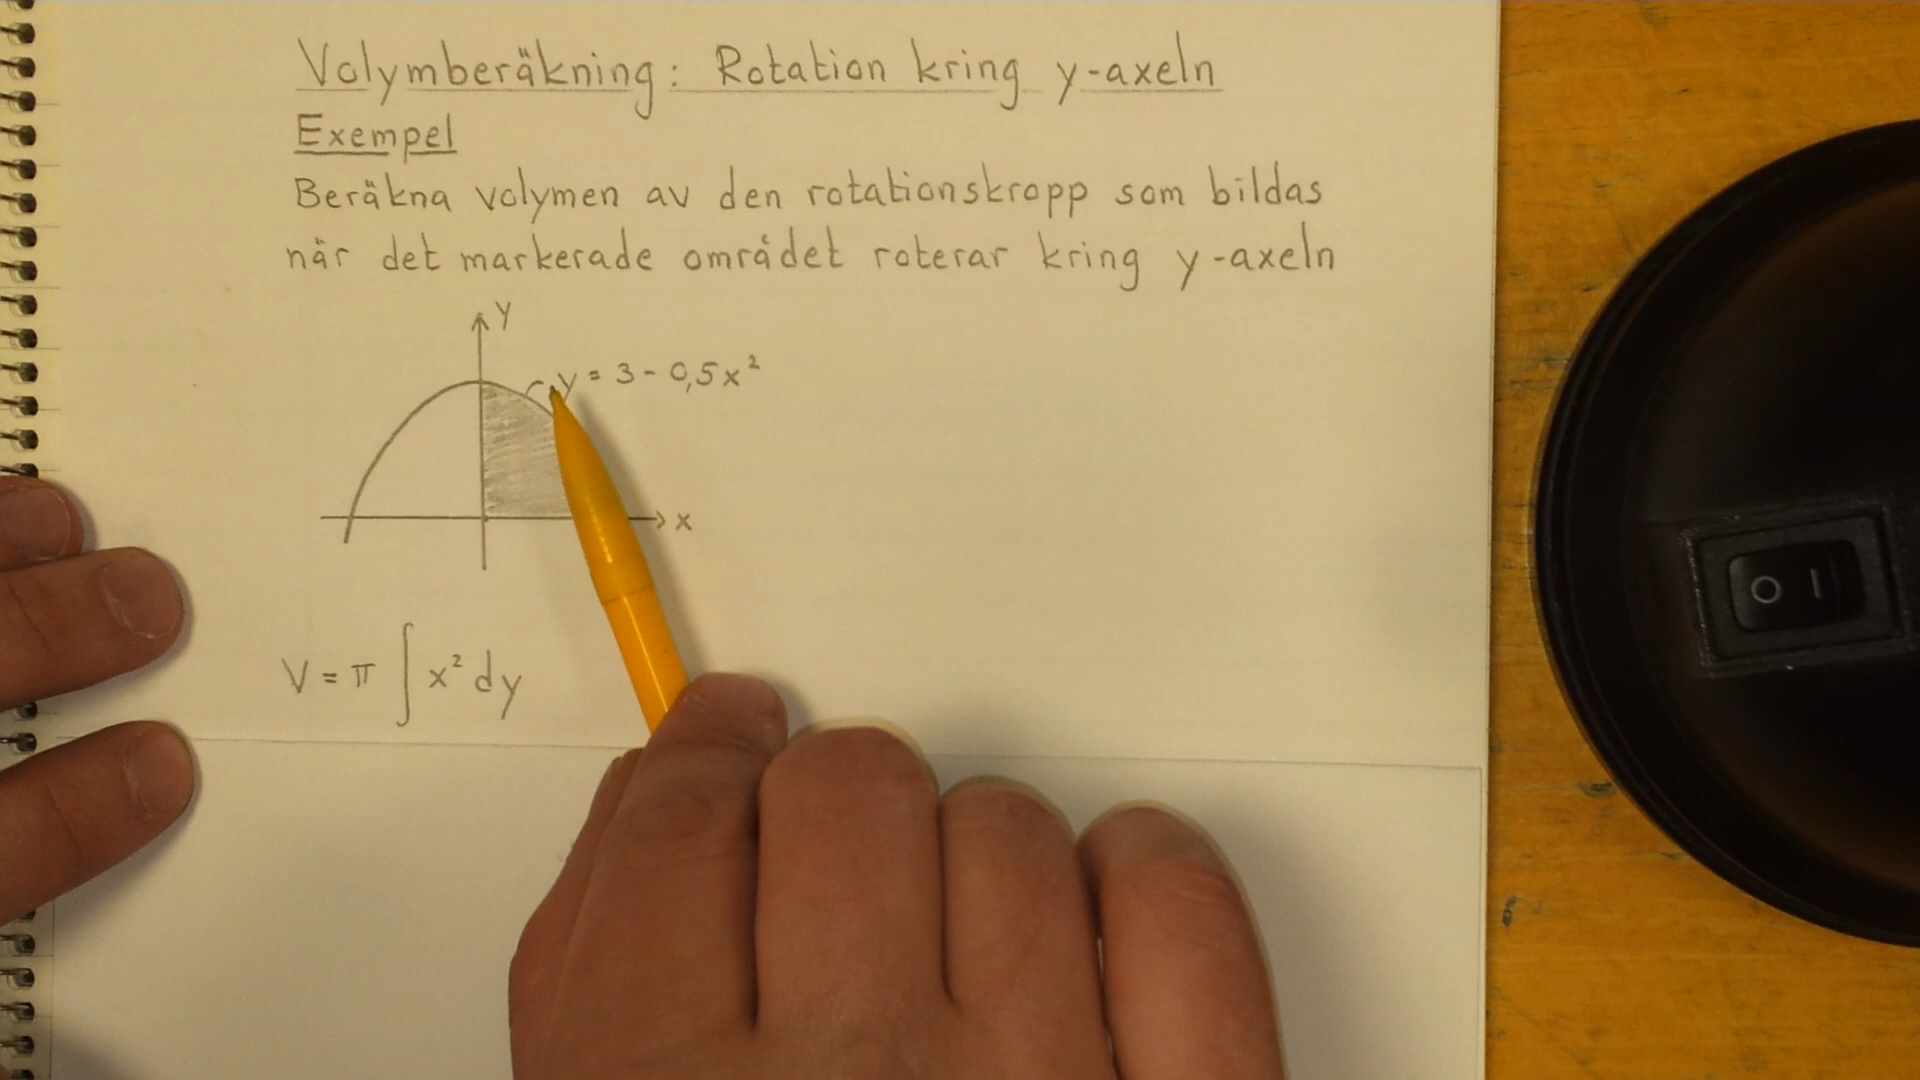 Volymberäkning: Rotation kring y-axeln
Exempel
Beräkna volymen av den rotationskropp som bildas
när det markerade området roterar kring y-axeln
y
y = 3 - 0,5x²
x
V = π ∫ x² dy
O I